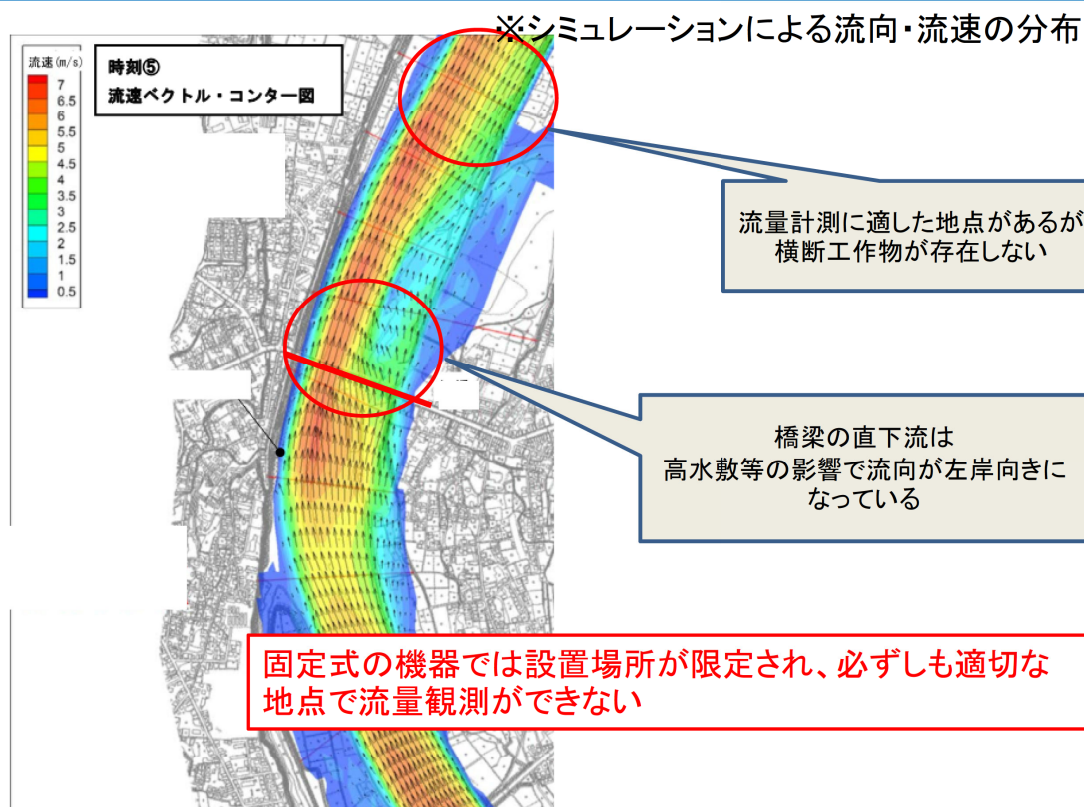 ※シミュレーションによる流向・流速の分布
流速(m/s)
7
6.5
6
5.5
5
4.5
4
3.5
3
2.5
2
1.5
1
0.5
時刻⑤
流速ベクトル・コンター図
流量計測に適した地点があるが
横断工作物が存在しない
橋梁の直下流は
高水敷等の影響で流向が左岸向きに
なっている
固定式の機器では設置場所が限定され、必ずしも適切な
地点で流量観測ができない